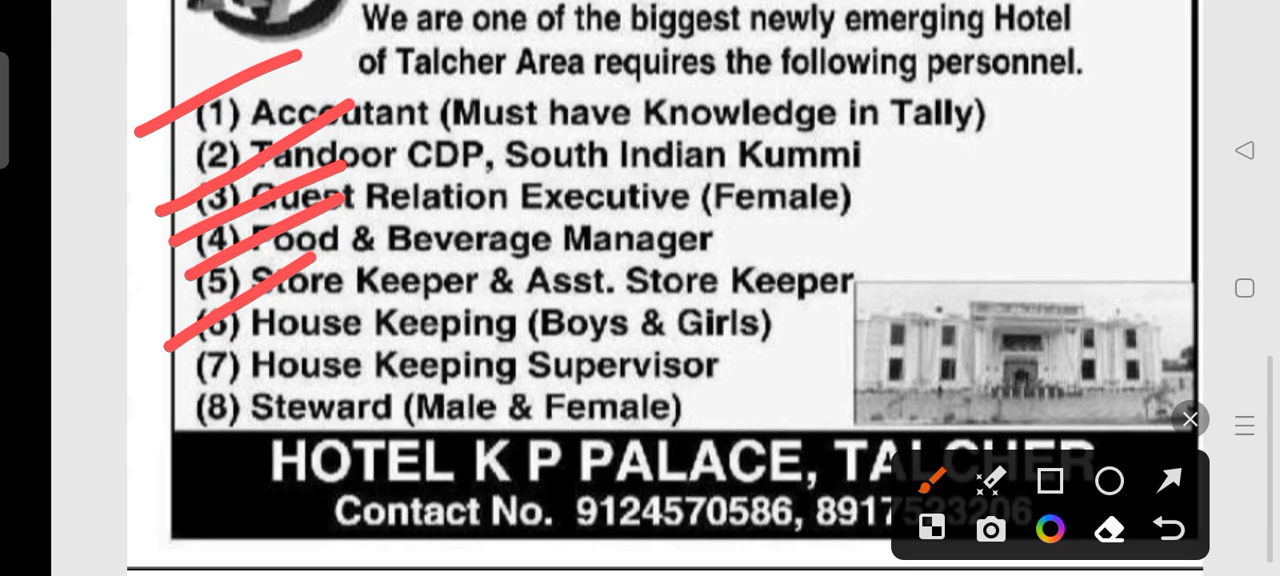 We are one of the biggest newly emerging Hotel
of Talcher Area requires the following personnel.
(1) Accoutant (Must have Knowledge in Tally)
(2) Tandoor CDP, South Indian Kummi
(3) Guest Relation Executive (Female)
(4) Food & Beverage Manager
(5) Store Keeper & Asst. Store Keeper
(6) House Keeping (Boys & Girls)
(7) House Keeping Supervisor
(8) Steward (Male & Female)
HOTEL K P PALACE, TALCHER
Contact No. 9124570586, 8917523206